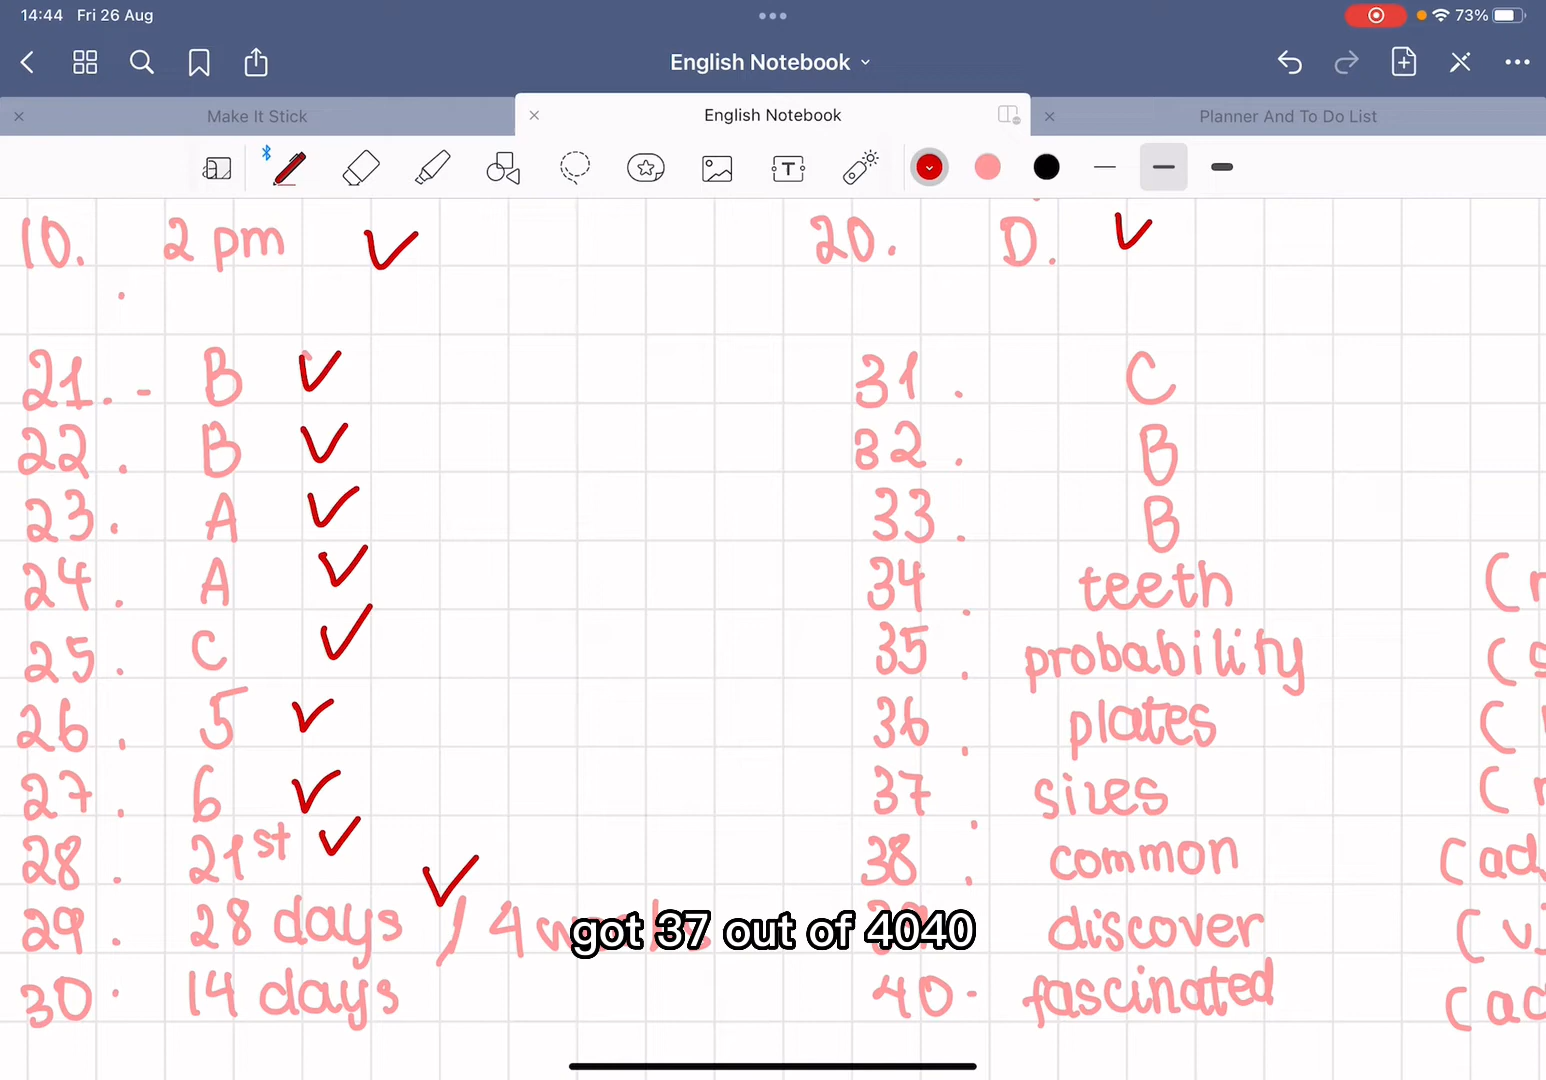 14:44 Fri 26 Aug
73%
English Notebook
Make It Stick
English Notebook
Planner And To Do List
10. 2 pm
20. D.
21. - B
22. B
23. A
24. A
25. C
26. 5
27. 6
28. 21st
29. 28 days / 4
30. 14 days
31. C
32. B
33. B
34. teeth (
35. probability (
36. plates (
37. sizes (
38. common (ad
discover (v
40- fascinated (ad
got 37 out of 4040